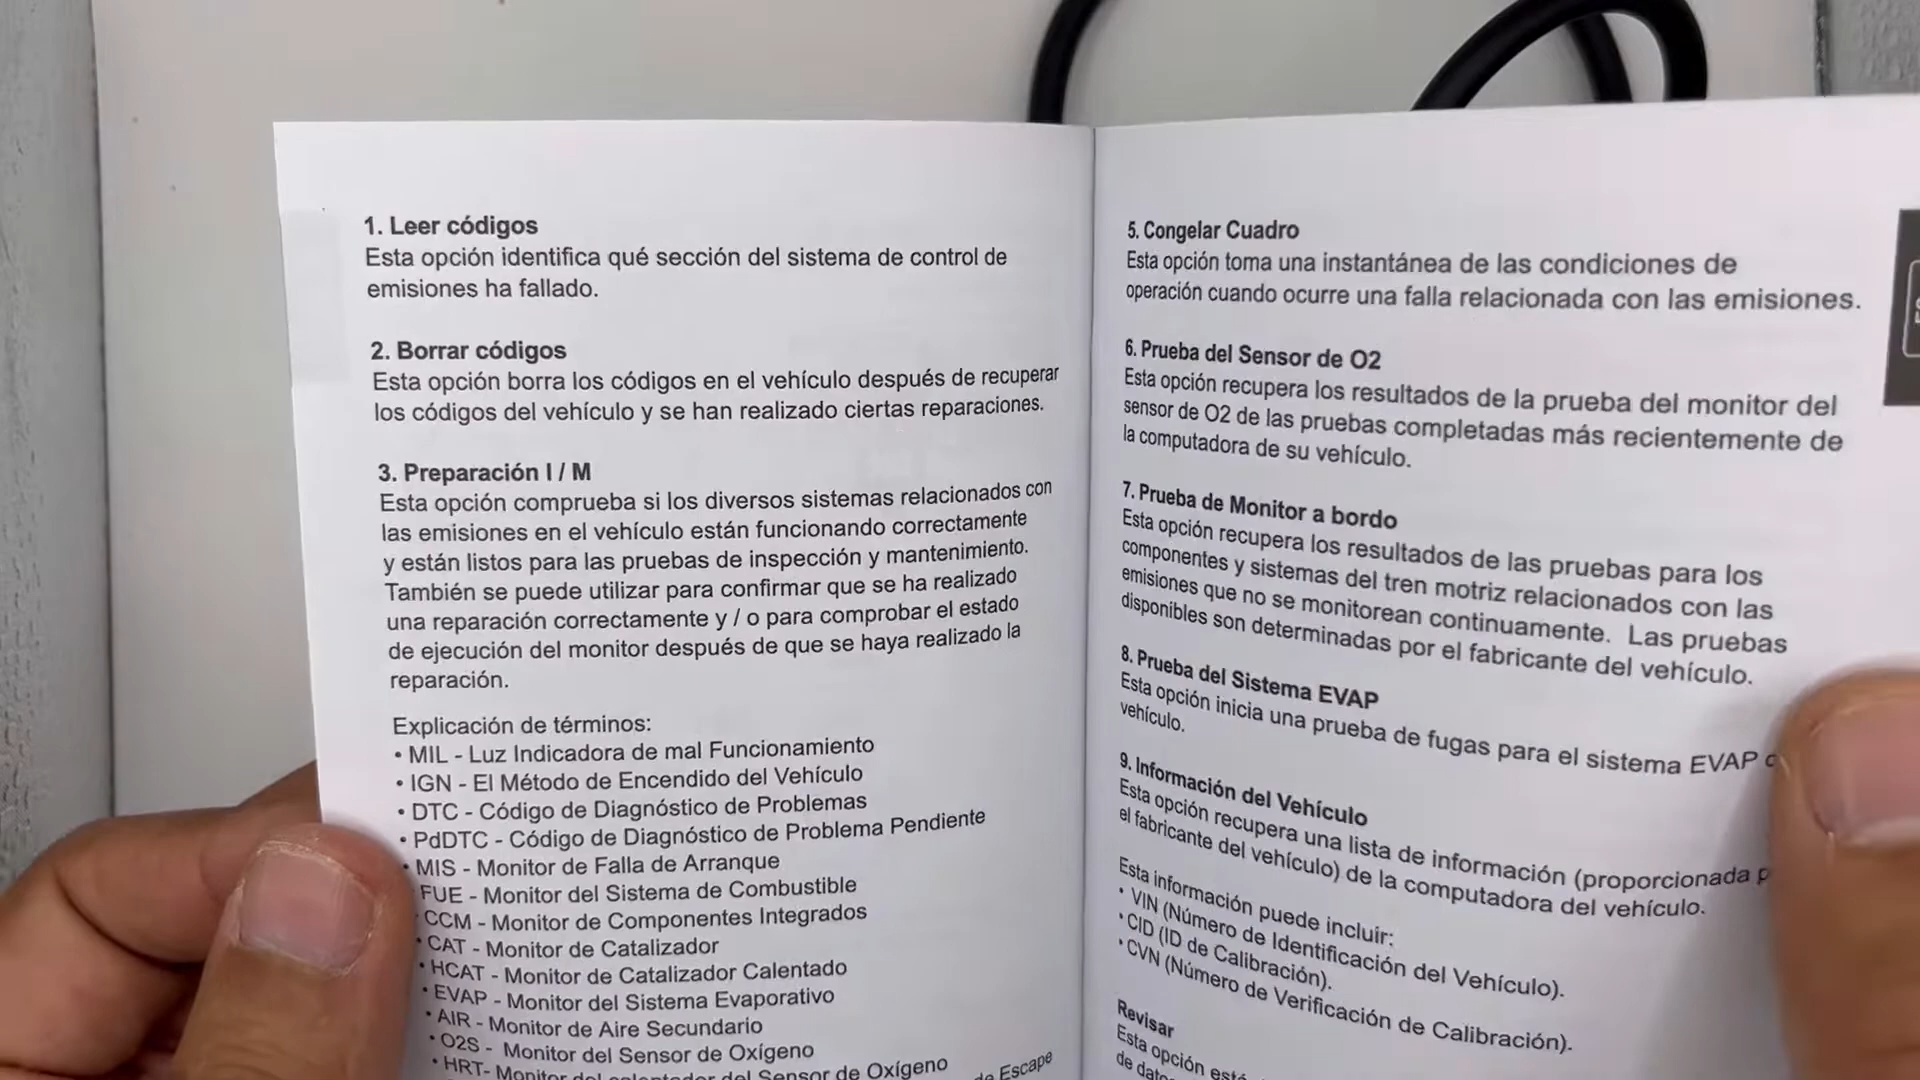 1. Leer códigos
Esta opción identifica qué sección del sistema de control de
emisiones ha fallado.
2. Borrar códigos
Esta opción borra los códigos en el vehículo después de recuperar
los códigos del vehículo y se han realizado ciertas reparaciones.
3. Preparación I / M
Esta opción comprueba si los diversos sistemas relacionados con
las emisiones en el vehículo están funcionando correctamente
y están listos para las pruebas de inspección y mantenimiento.
También se puede utilizar para confirmar que se ha realizado
una reparación correctamente y / o para comprobar el estado
de ejecución del monitor después de que se haya realizado la
reparación.
Explicación de términos:
• MIL - Luz Indicadora de mal Funcionamiento
• IGN - El Método de Encendido del Vehículo
• DTC - Código de Diagnóstico de Problemas
• PdDTC - Código de Diagnóstico de Problema Pendiente
• MIS - Monitor de Falla de Arranque
FUE - Monitor del Sistema de Combustible
• CCM - Monitor de Componentes Integrados
• CAT - Monitor de Catalizador
• HCAT - Monitor de Catalizador Calentado
• EVAP - Monitor del Sistema Evaporativo
• AIR - Monitor de Aire Secundario
• O2S - Monitor del Sensor de Oxígeno
• HRT- Monitor del calentador del Sensor de Oxígeno
de Escape
5. Congelar Cuadro
Esta opción toma una instantánea de las condiciones de
operación cuando ocurre una falla relacionada con las emisiones.
6. Prueba del Sensor de O2
Esta opción recupera los resultados de la prueba del monitor del
sensor de O2 de las pruebas completadas más recientemente de
la computadora de su vehículo.
7. Prueba de Monitor a bordo
Esta opción recupera los resultados de las pruebas para los
componentes y sistemas del tren motriz relacionados con las
emisiones que no se monitorean continuamente. Las pruebas
disponibles son determinadas por el fabricante del vehículo.
8. Prueba del Sistema EVAP
Esta opción inicia una prueba de fugas para el sistema EVAP
vehículo.
9. Información del Vehículo
Esta opción recupera una lista de información (proporcionada
el fabricante del vehículo) de la computadora del vehículo.
Esta información puede incluir:
• VIN (Número de Identificación del Vehículo).
• CID (ID de Calibración).
• CVN (Número de Verificación de Calibración).
Revisar
Esta opción